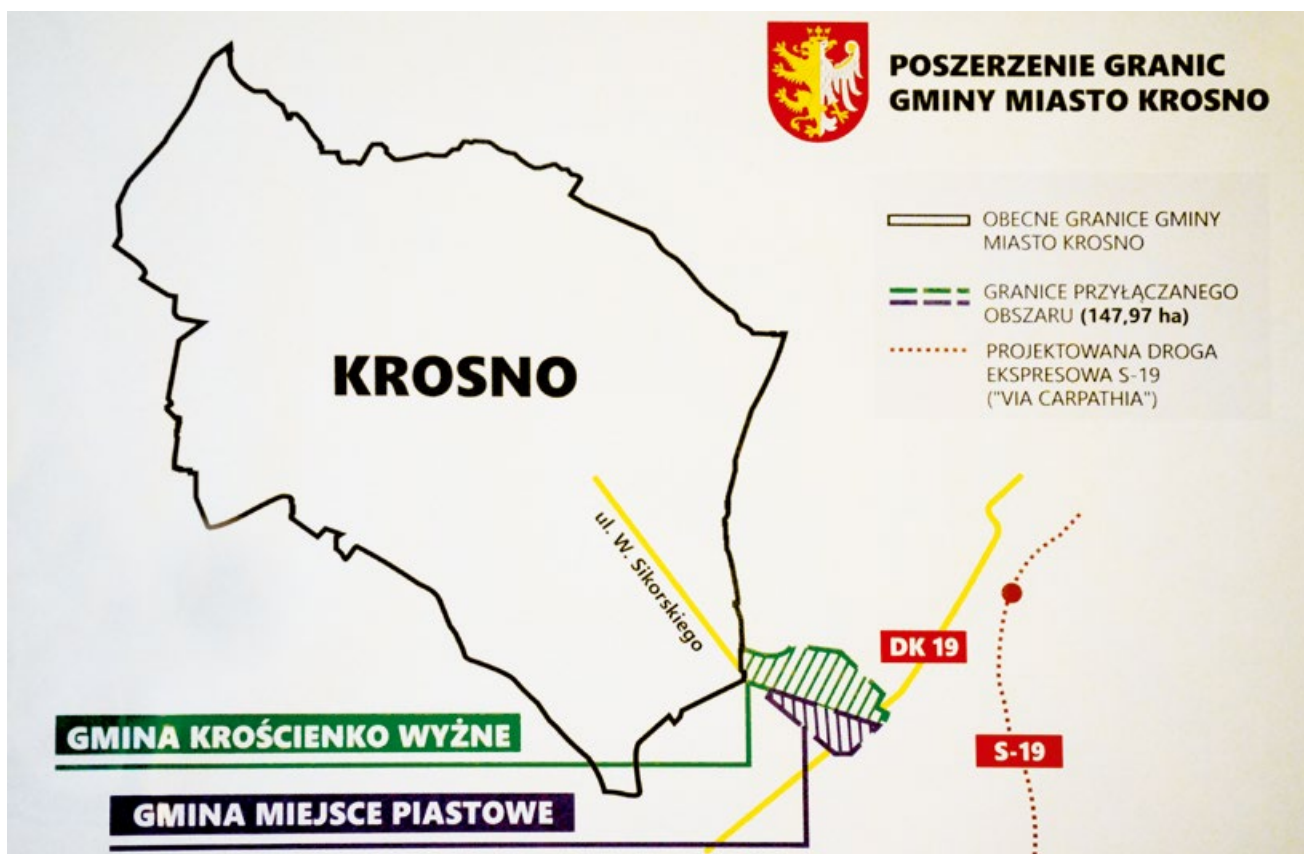 POSZERZENIE GRANIC
GMINY MIASTO KROSNO
OBECNE GRANICE GMINY
MIASTO KROSNO
GRANICE PRZYŁĄCZANEGO
OBSZARU (147,97 ha)
PROJEKTOWANA DROGA
EKSPRESOWA S-19
("VIA CARPATHIA")
KROSNO
ul. W. Sikorskiego
DK 19
GMINA KROŚCIENKO WYŻNE
S-19
GMINA MIEJSCE PIASTOWE